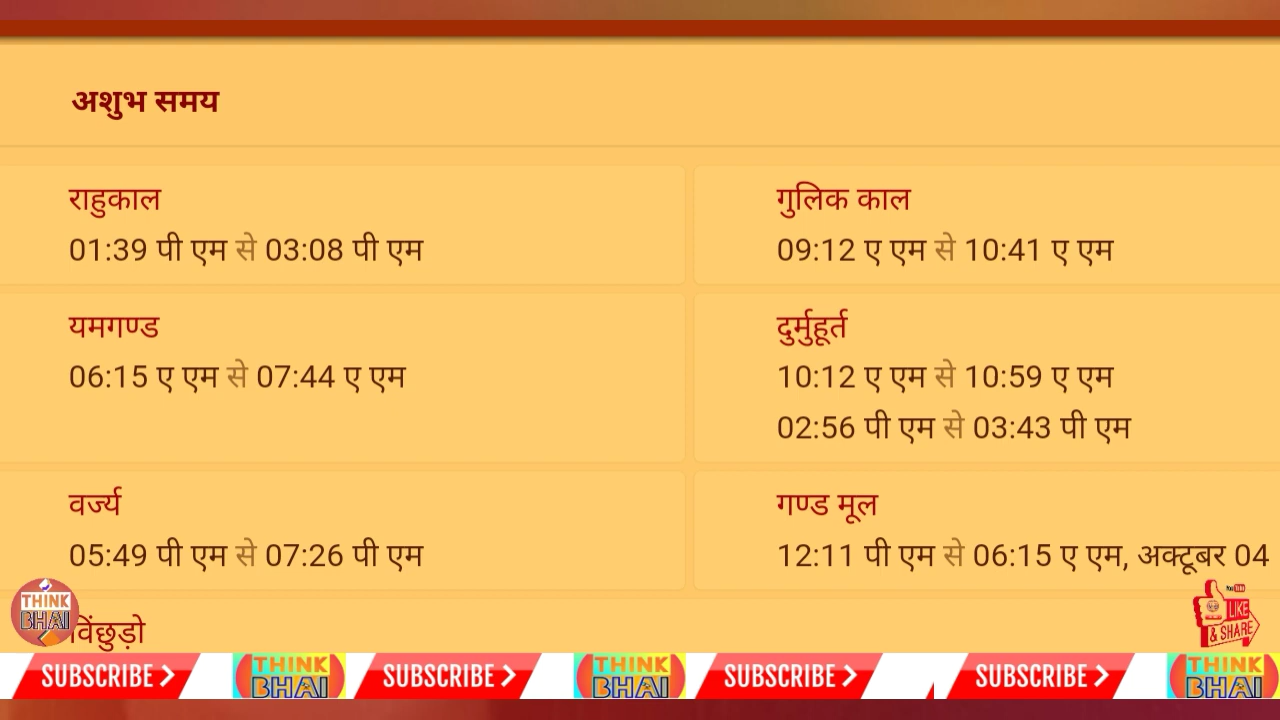 अशुभ समय
राहुकाल
01:39 पी एम से 03:08 पी एम
गुलिक काल
09:12 ए एम से 10:41 ए एम
यमगण्ड
06:15 ए एम से 07:44 ए एम
दुर्मुहूर्त
10:12 ए एम से 10:59 ए एम
02:56 पी एम से 03:43 पी एम
वर्ज्य
05:49 पी एम से 07:26 पी एम
गण्ड मूल
12:11 पी एम से 06:15 ए एम, अक्टूबर 04
विंछुड़ो
THINK
BHAI
YouTube
LIKE
& SHARE
SUBSCRIBE THINK BHAI SUBSCRIBE THINK BHAI SUBSCRIBE SUBSCRIBE THINK BHAI